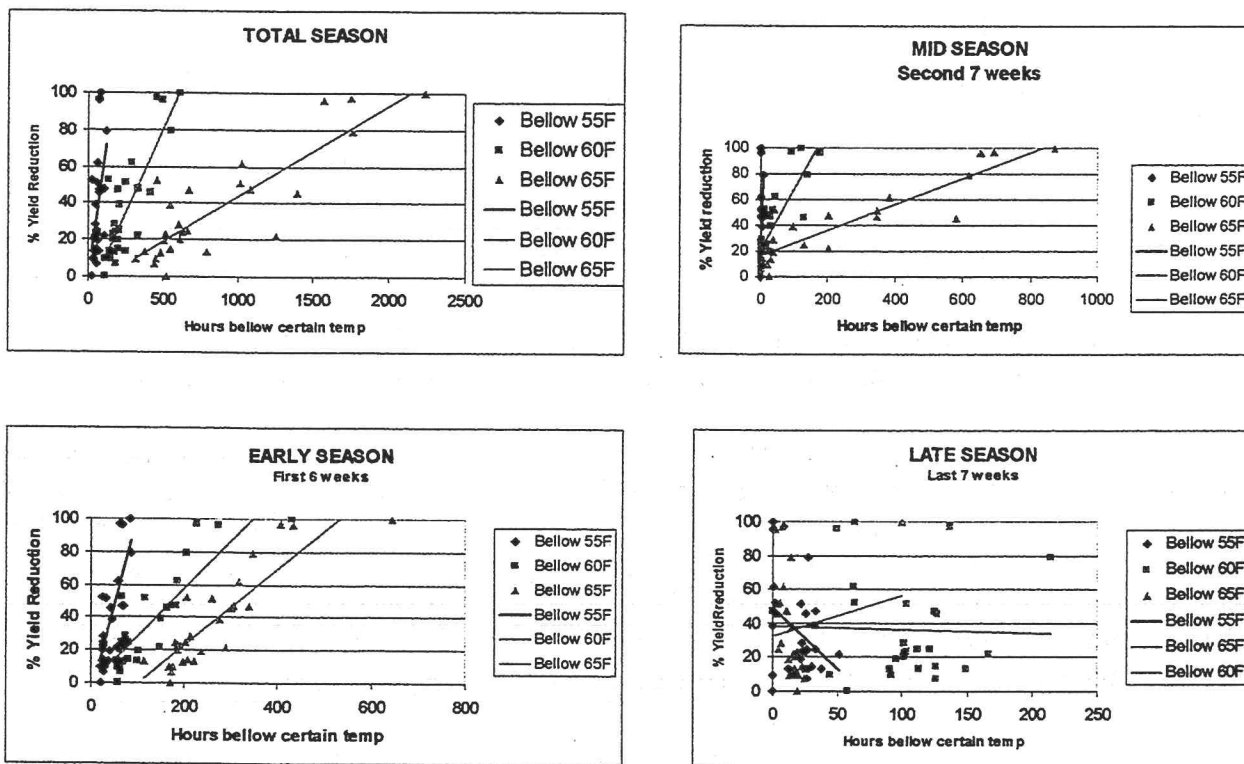 TOTAL SEASON
% Yield Reduction
100
80
60
40
20
0
0 500 1000 1500 2000 2500
Hours bellow certain temp
Bellow 55F
Bellow 60F
Bellow 65F
Bellow 55F
Bellow 60F
Bellow 65F
MID SEASON
Second 7 weeks
% Yield reduction
100
80
60
40
20
0
0 200 400 600 800 1000
Hours bellow certain temp
Bellow 55F
Bellow 60F
Bellow 65F
Bellow 55F
Bellow 60F
Bellow 65F
EARLY SEASON
First 6 weeks
% Yield Reduction
100
80
60
40
20
0
0 200 400 600 800
Hours bellow certain temp
Bellow 55F
Bellow 60F
Bellow 65F
Bellow 55F
Bellow 60F
Bellow 65F
LATE SEASON
Last 7 weeks
% YieldRreduction
100
80
60
40
20
0
0 50 100 150 200 250
Hours bellow certain temp
Bellow 55F
Bellow 60F
Bellow 65F
Bellow 55F
Bellow 65F
Bellow 60F